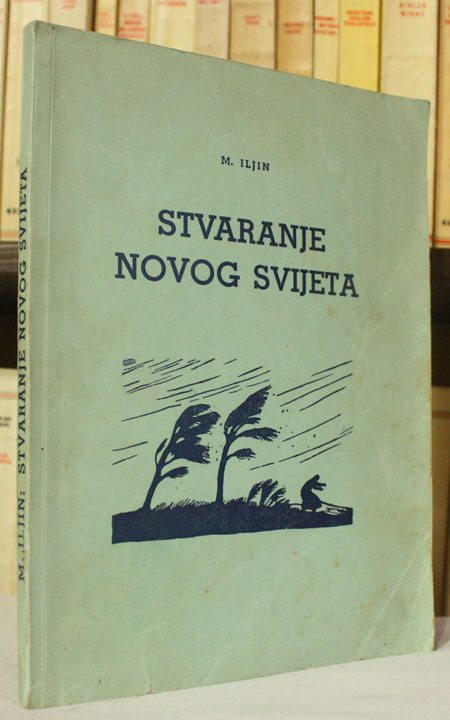 M. ILJIN
STVARANJE
NOVOG SVIJETA
M. ILJIN: STVARANJE NOVOG SVIJETA